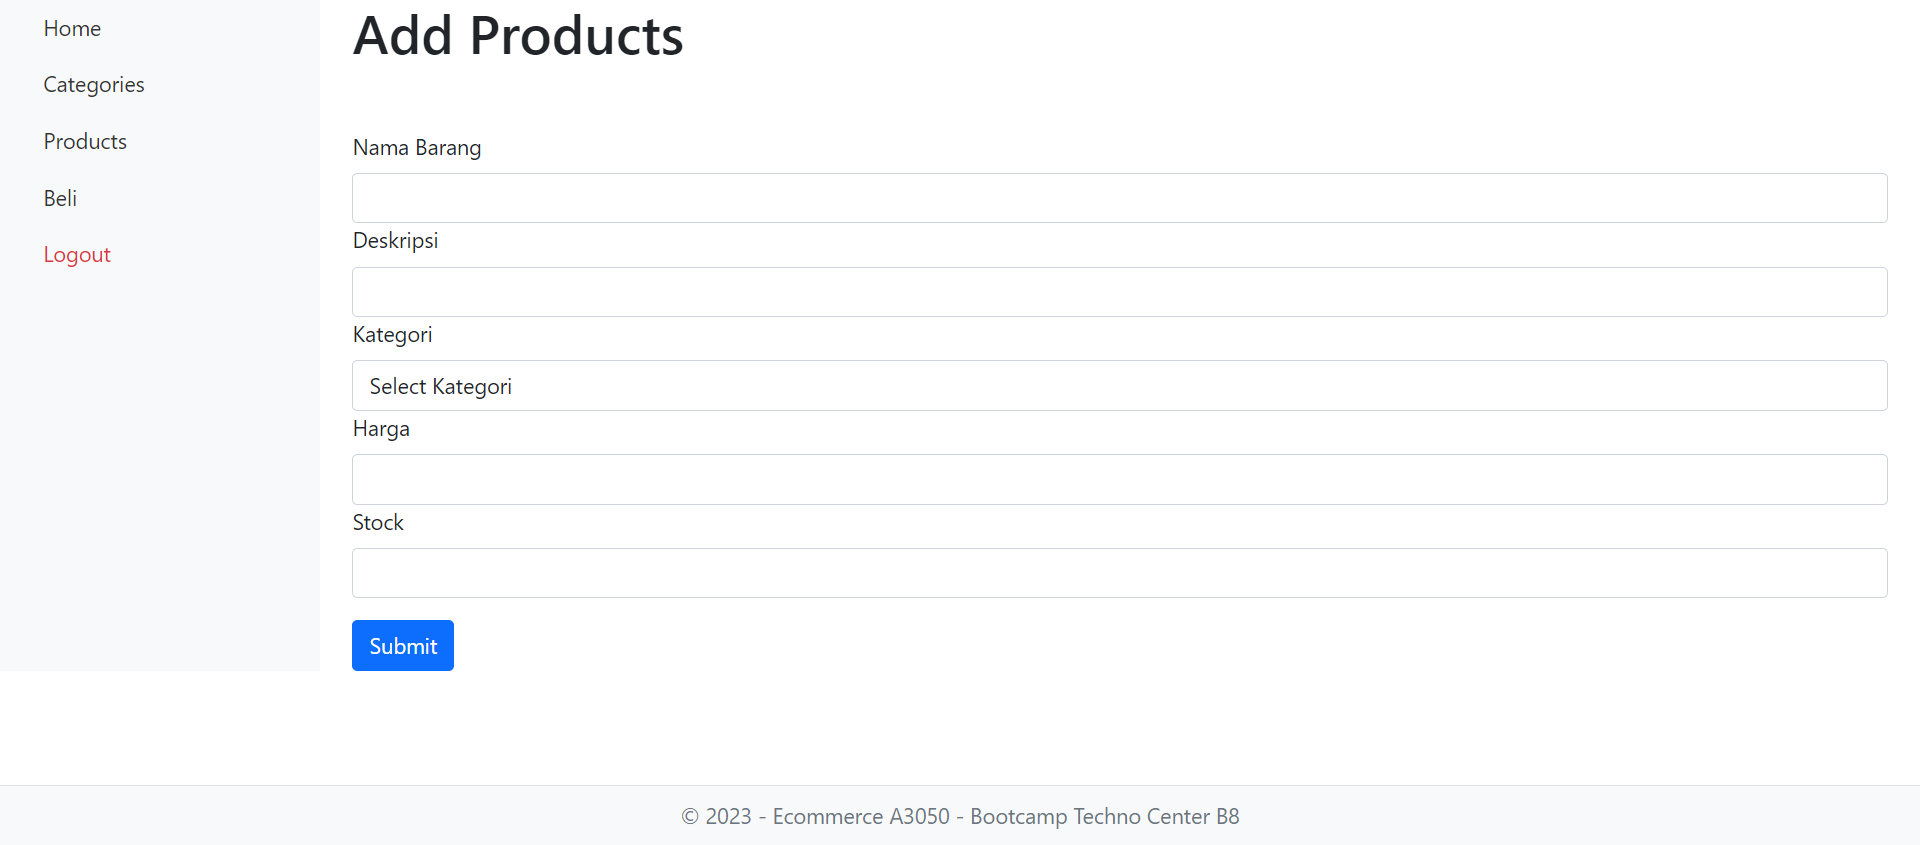 Home
Categories
Products
Beli
Logout
Add Products
Nama Barang
Deskripsi
Kategori
Select Kategori
Harga
Stock
Submit
© 2023 - Ecommerce A3050 - Bootcamp Techno Center B8